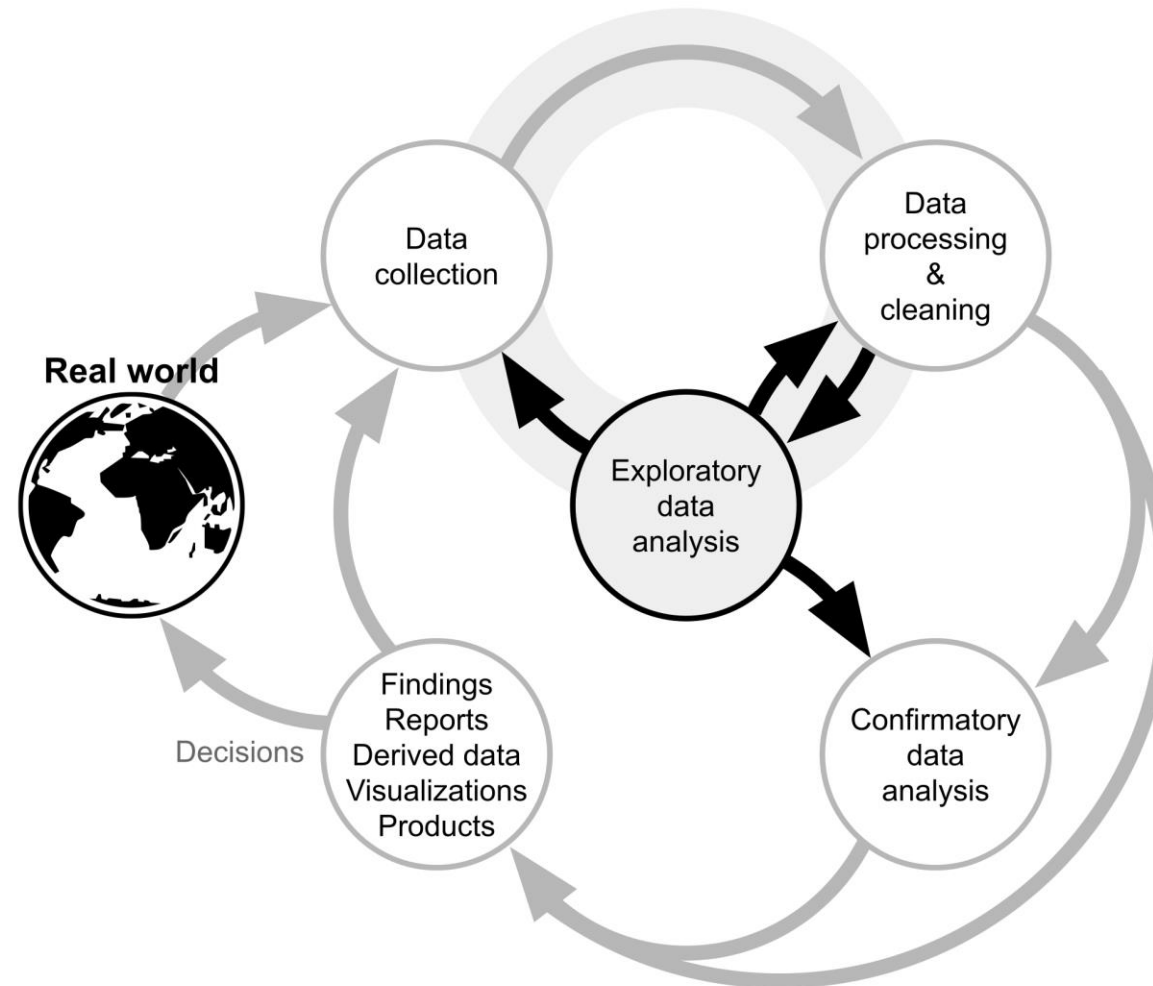 Data
collection
Data
processing
&
cleaning
Real world
Exploratory
data
analysis
Findings
Reports
Derived data
Visualizations
Products
Decisions
Confirmatory
data
analysis